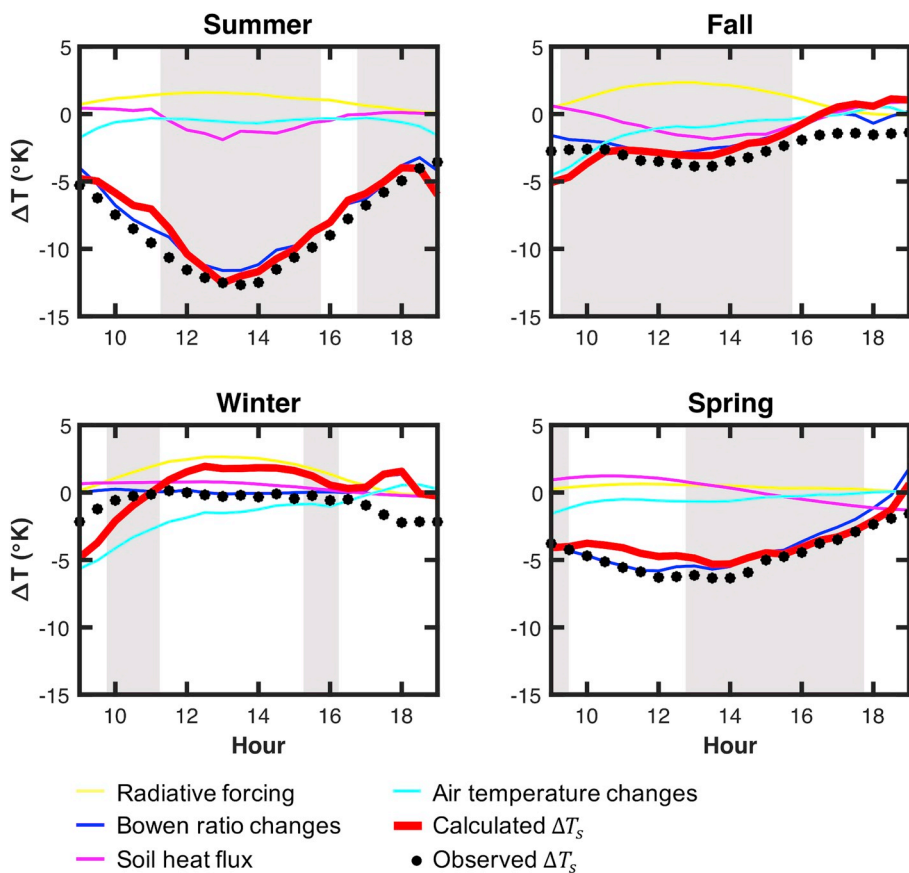 Summer
Fall
5
0
-5
-10
-15
ΔT (°K)
10 12 14 16 18
5
0
-5
-10
-15
10 12 14 16 18
Winter
Spring
5
0
-5
-10
-15
ΔT (°K)
10 12 14 16 18
Hour
5
0
-5
-10
-15
10 12 14 16 18
Hour
Radiative forcing
Bowen ratio changes
Soil heat flux
Air temperature changes
Calculated ΔTₛ
Observed ΔTₛ